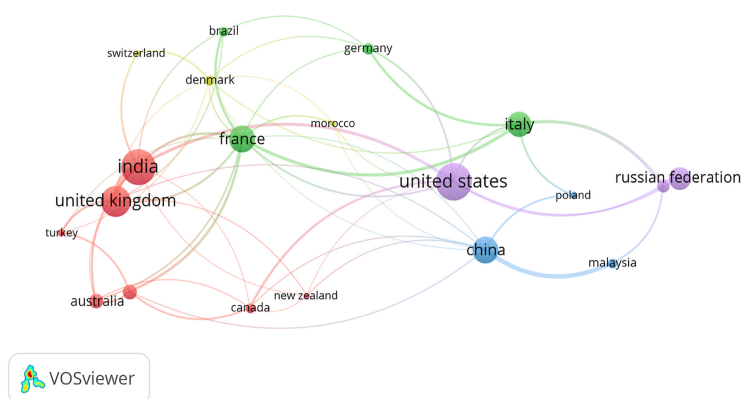 brazil
switzerland
germany
denmark
morocco
italy
france
india
united states
russian federation
united kingdom
poland
turkey
china
malaysia
australia
new zealand
canada
VOSviewer